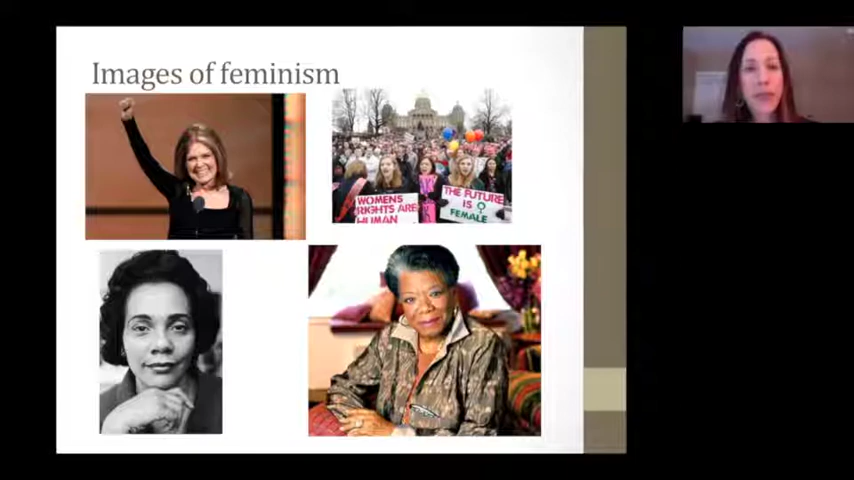 Images of feminism
WOMENS
RIGHTS ARE
HUMAN
THE FUTURE
IS
FEMALE